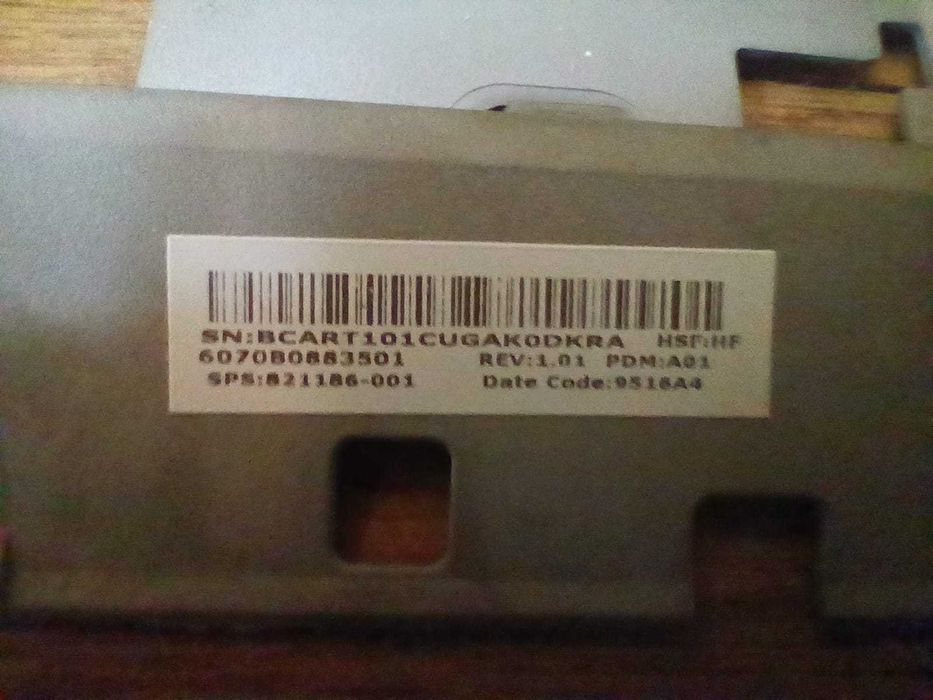 SN:BCART101CUGAK0DKRA HSF:HF
6070B0883501 REV:1.01 PDM:A01
SPS:821186-001 Date Code:9516A4